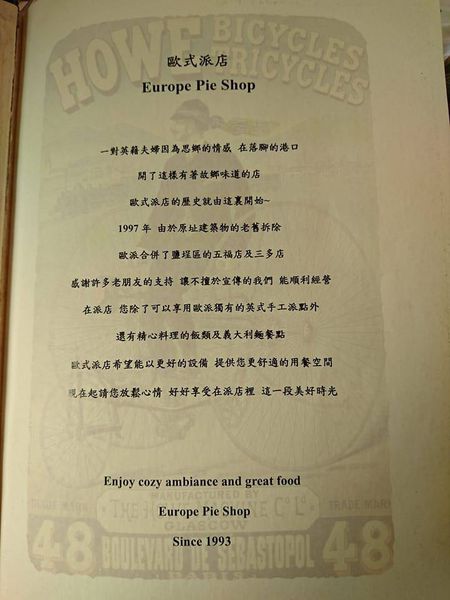 HOWE BICYCLES
TRICYCLES
歐式派店
Europe Pie Shop
一對英籍夫婦因為思鄉的情感 在落腳的港口
開了這樣有著故鄉味道的店
歐式派店的歷史就由這裏開始~
1997 年 由於原址建築物的老舊拆除
歐派合併了鹽埕區的五福店及三多店
感謝許多老朋友的支持 讓不擅於宣傳的我們 能順利經營
在派店 您除了可以享用歐派獨有的英式手工派點外
還有精心料理的飯類及義大利麵餐點
歐式派店希望能以更好的設備 提供您更舒適的用餐空間
現在起請您放鬆心情 好好享受在派店裡 這一段美好時光
Enjoy cozy ambiance and great food
Europe Pie Shop
Since 1993
TRADE MARK
MANUFACTURED BY
TRADE MARK
GLASGOW
48 BOULEVARD DE SEBASTOPOL 48